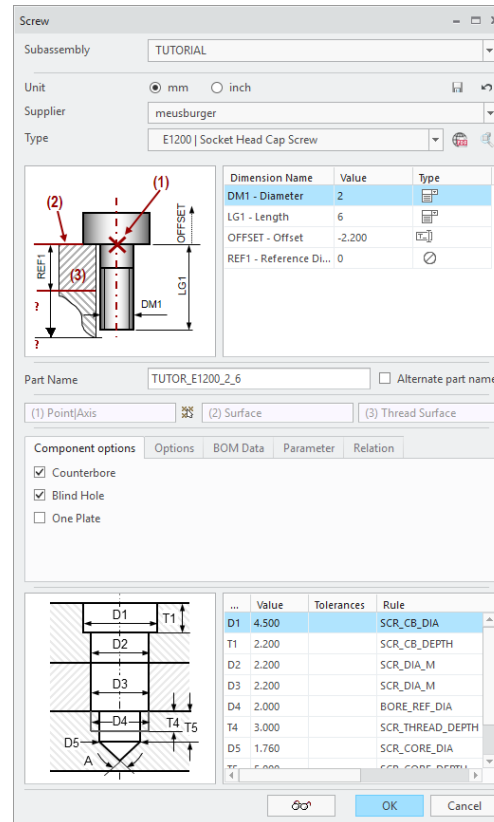 Screw
Subassembly TUTORIAL
Unit mm inch
Supplier meusburger
Type E1200 | Socket Head Cap Screw
(1)
(2)
(3)
REF1
OFFSET
LG1
DM1
?
?
Dimension Name Value Type
DM1 - Diameter 2
LG1 - Length 6
OFFSET - Offset -2.200
REF1 - Reference Di... 0
Part Name TUTOR_E1200_2_6 Alternate part name
(1) Point|Axis (2) Surface (3) Thread Surface
Component options Options BOM Data Parameter Relation
Counterbore
Blind Hole
One Plate
D1 T1
D2
D3
D4 T4 T5
D5
A
... Value Tolerances Rule
D1 4.500 SCR_CB_DIA
T1 2.200 SCR_CB_DEPTH
D2 2.200 SCR_DIA_M
D3 2.200 SCR_DIA_M
D4 2.000 BORE_REF_DIA
T4 3.000 SCR_THREAD_DEPTH
D5 1.760 SCR_CORE_DIA
T5 5.000 SCR_CORE_DEPTH
OK Cancel